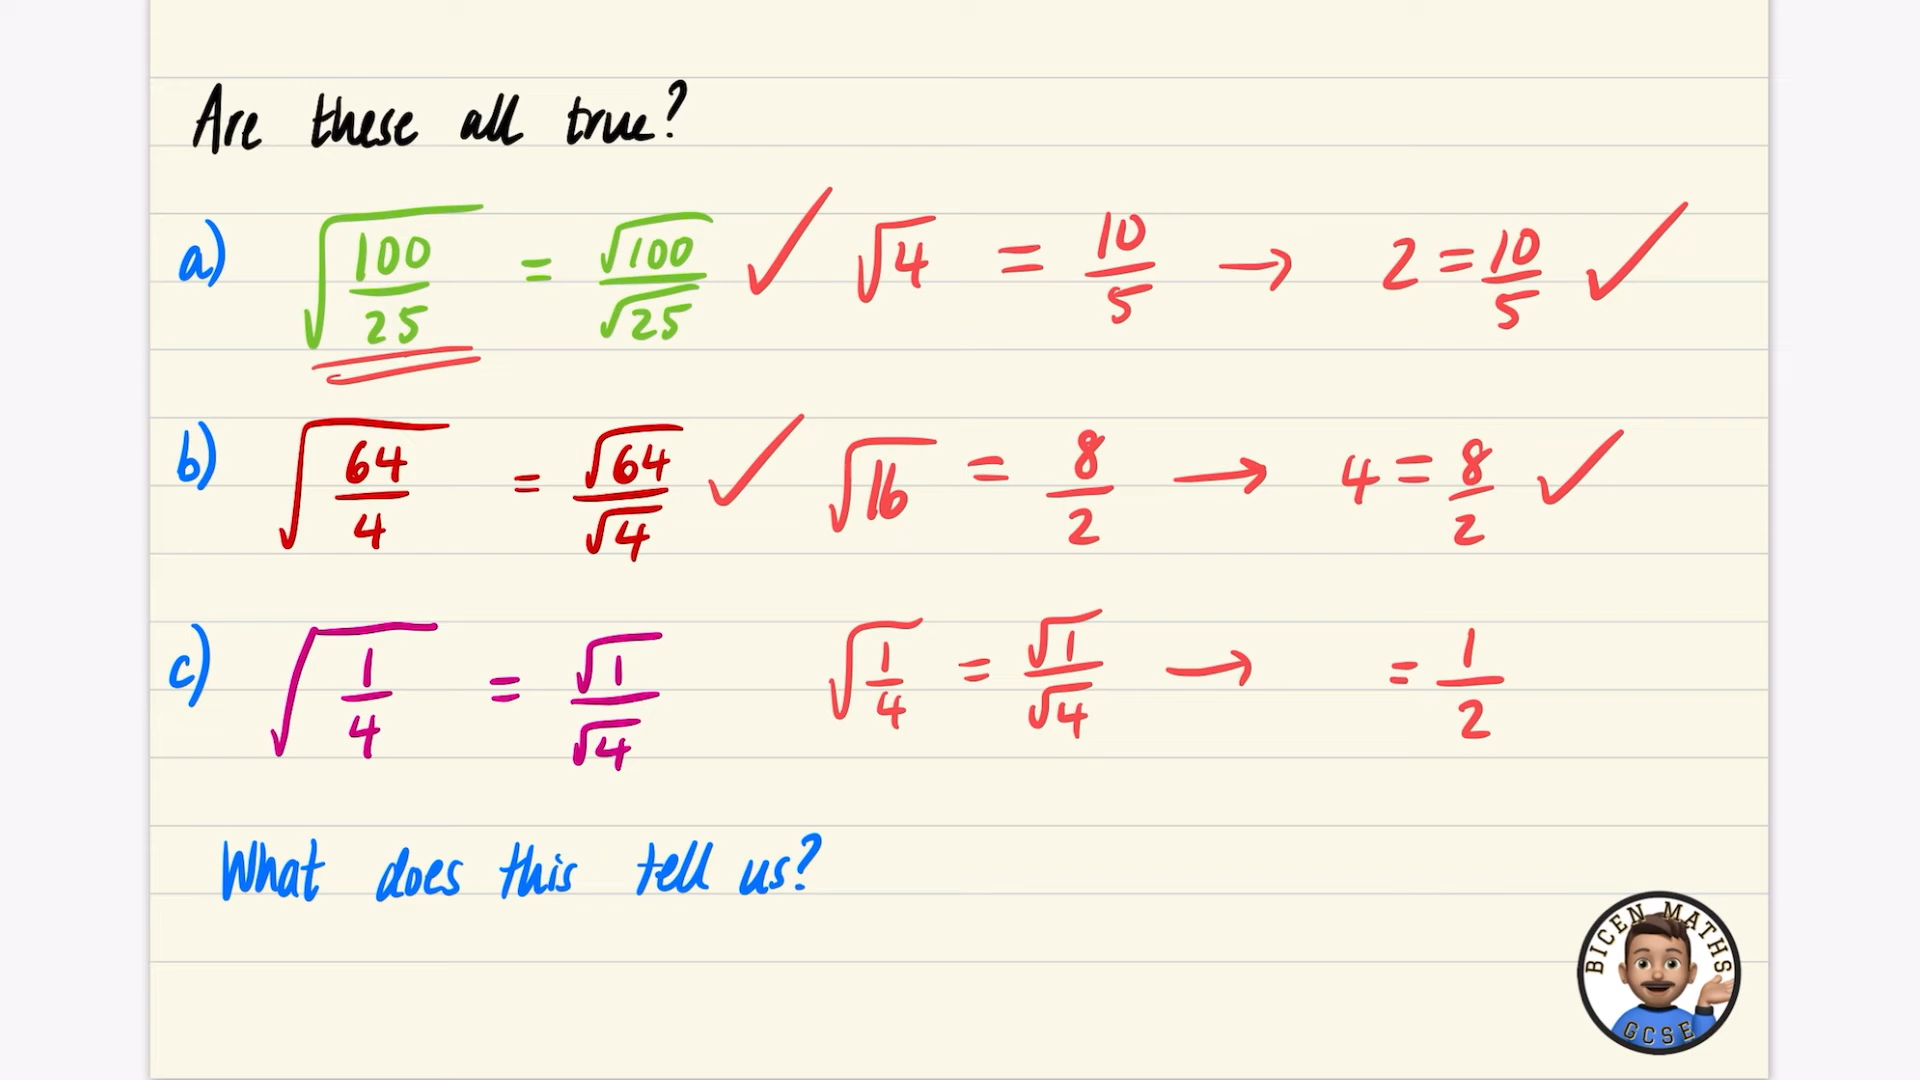 Are these all true?
a) √(100/25) = √100/√25 ✓ √4 = 10/5 → 2 = 10/5 ✓
b) √(64/4) = √64/√4 ✓ √16 = 8/2 → 4 = 8/2 ✓
c) √(1/4) = √1/√4 √(1/4) = √1/√4 → = 1/2
What does this tell us?
BICEN MATHS
GCSE